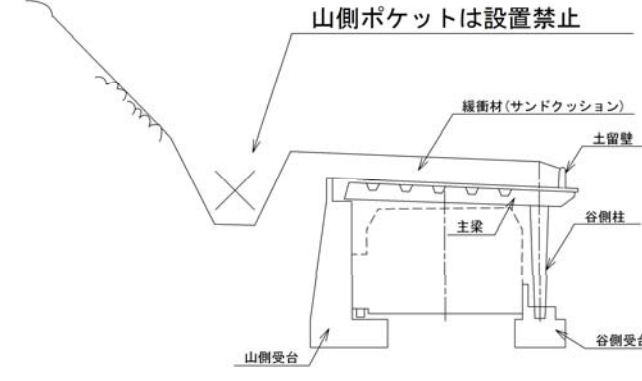 山側ポケットは設置禁止
緩衝材(サンドクッション)
土留壁
主梁
谷側柱
谷側受台
山側受台